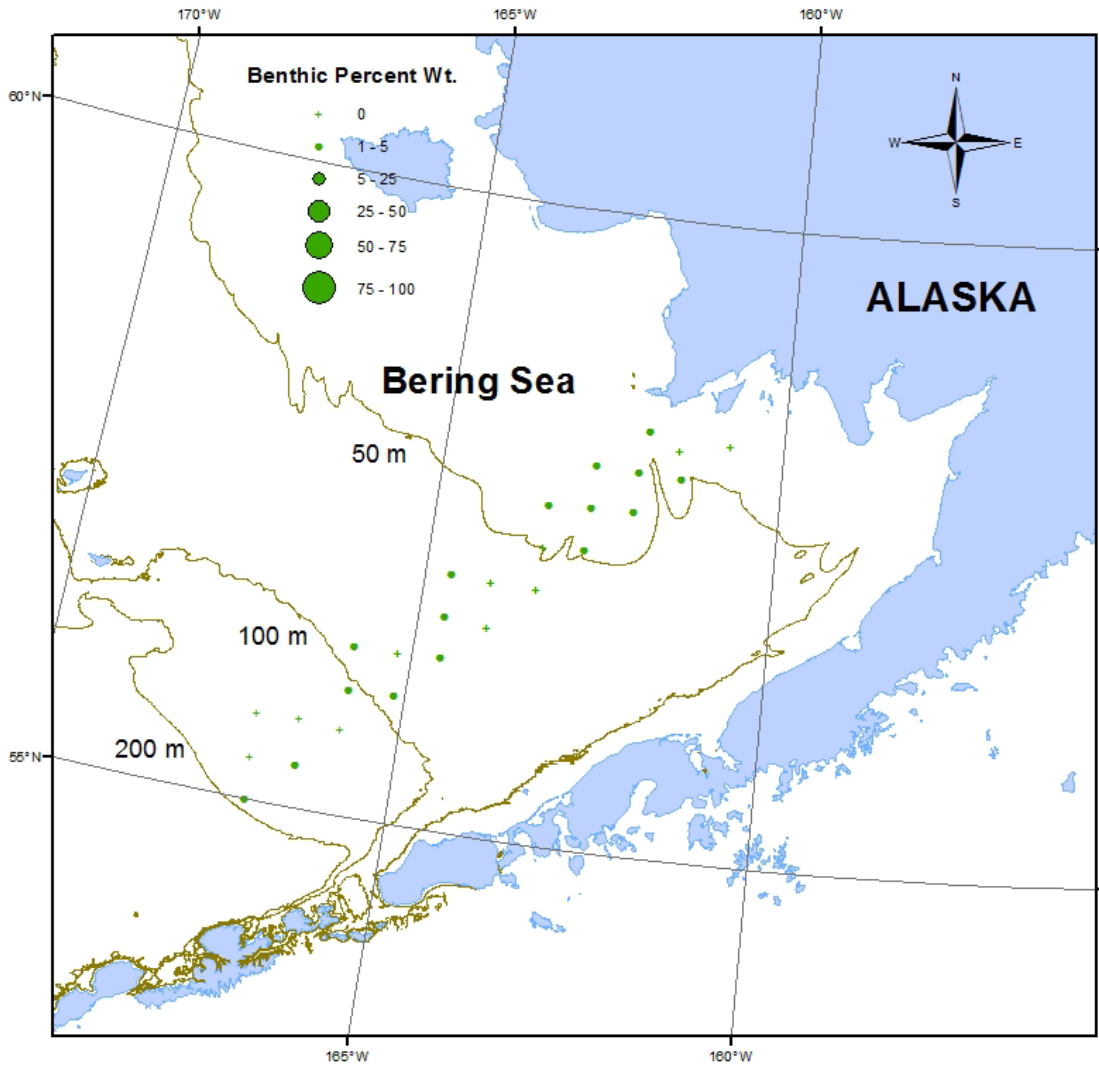 170°W 165°W 160°W
Benthic Percent Wt.
0
1 - 5
5 - 25
25 - 50
50 - 75
75 - 100
N
W E
S
60°N
ALASKA
Bering Sea
50 m
100 m
200 m
55°N
165°W 160°W